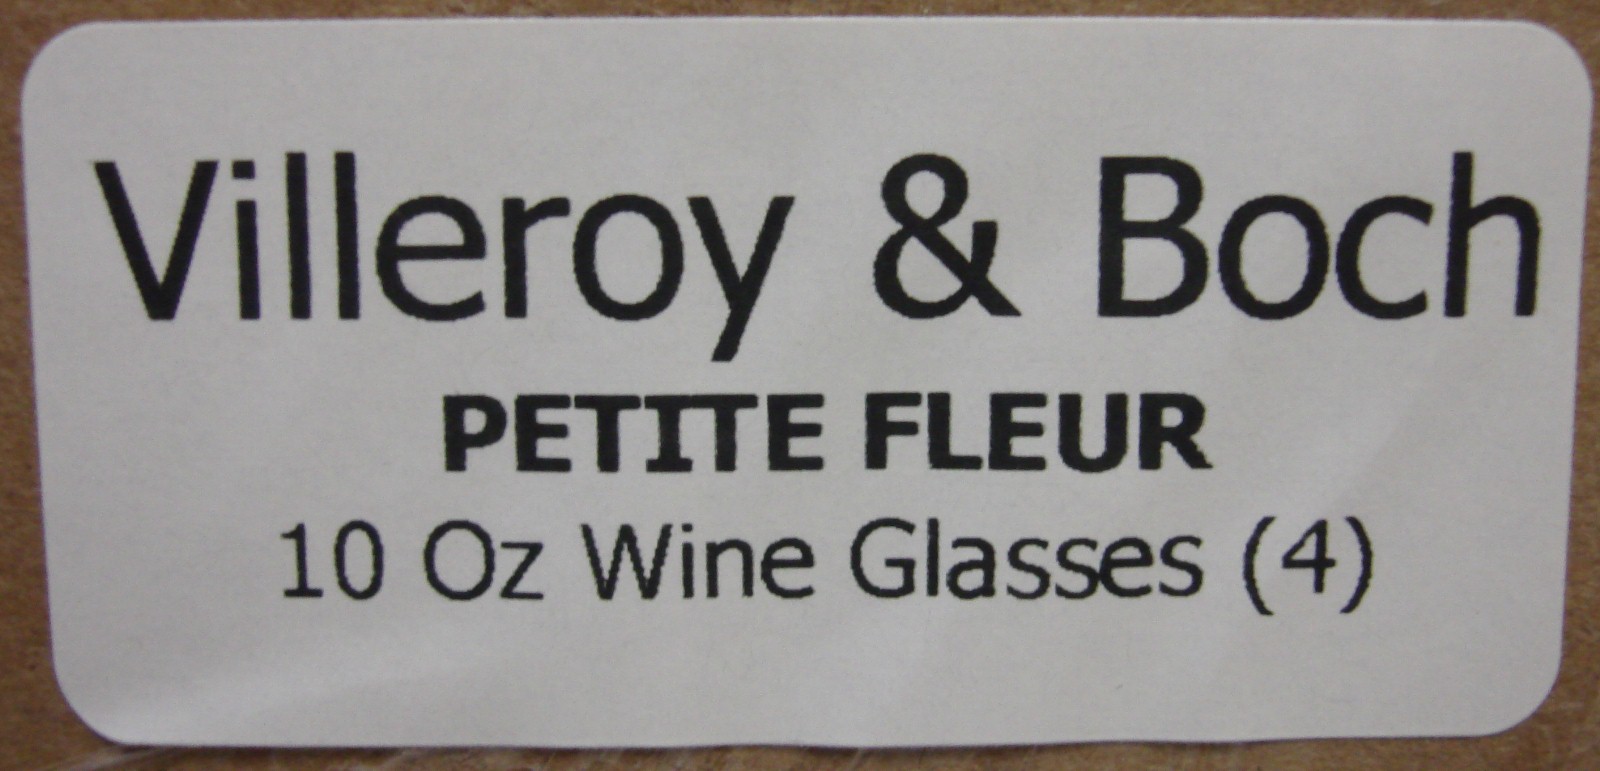 Villeroy & Boch
PETITE FLEUR
10 Oz Wine Glasses (4)